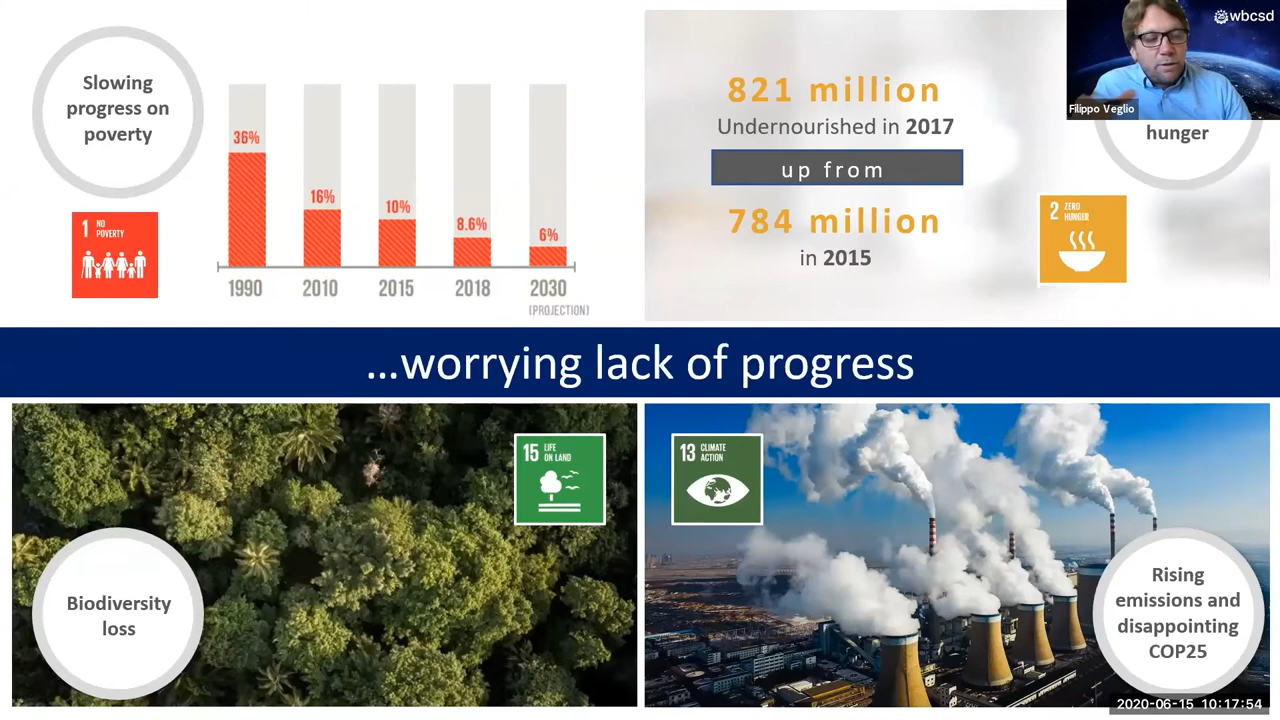 Slowing
progress on
poverty
1 NO
POVERTY
36%
16%
10%
8.6%
6%
1990
2010
2015
2018
2030
(PROJECTION)
821 million
Undernourished in 2017
up from
784 million
in 2015
wbcsd
Filippo Veglio
hunger
2 ZERO
HUNGER
...worrying lack of progress
15 LIFE
ON LAND
Biodiversity
loss
13 CLIMATE
ACTION
Rising
emissions and
disappointing
COP25
2020-06-15 10:17:54